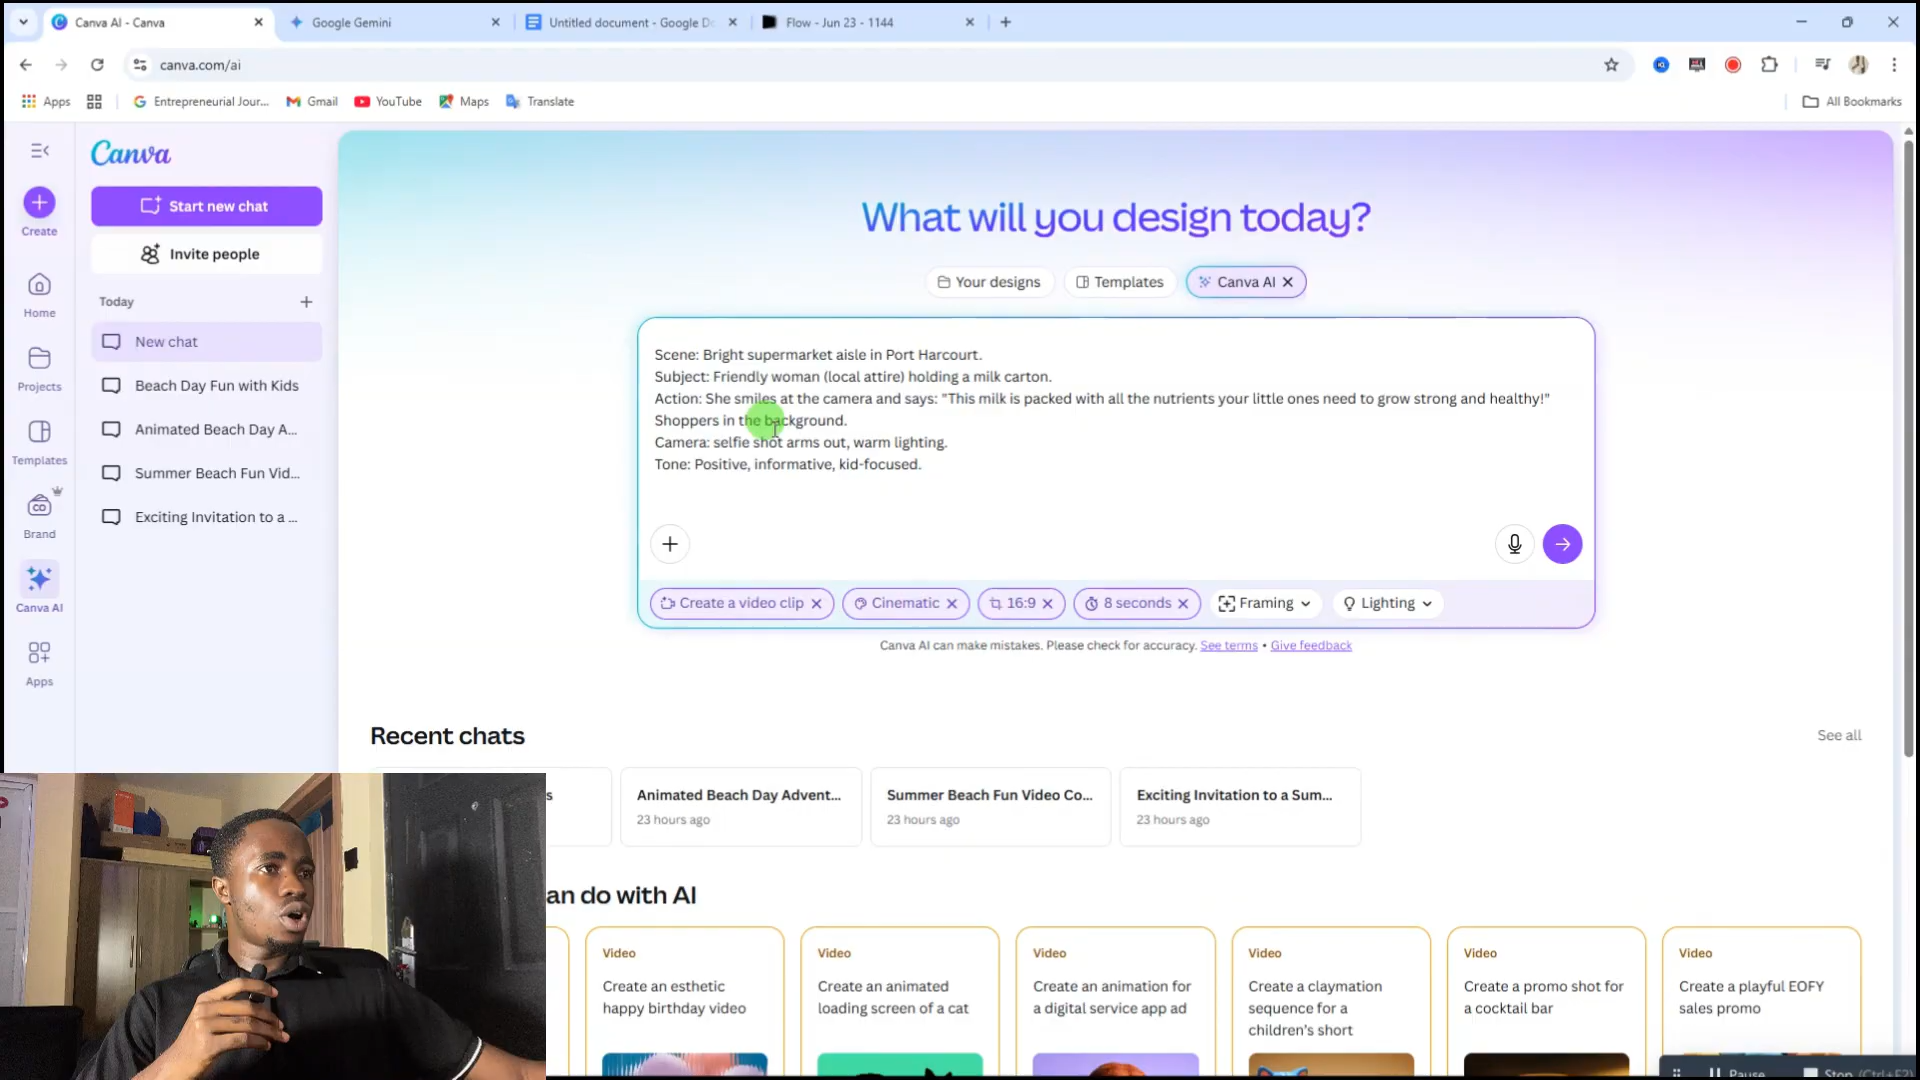 Canva AI - Canva
Google Gemini
Untitled document - Google Do
Flow - Jun 23 - 1144
canva.com/ai
Apps
Entrepreneurial Jour...
Gmail
YouTube
Maps
Translate
All Bookmarks
Canva
Create
Start new chat
Invite people
Today
New chat
Beach Day Fun with Kids
Animated Beach Day A...
Summer Beach Fun Vid...
Exciting Invitation to a ...
Home
Projects
Templates
Brand
Canva AI
Apps
What will you design today?
Your designs
Templates
Canva AI
Scene: Bright supermarket aisle in Port Harcourt.
Subject: Friendly woman (local attire) holding a milk carton.
Action: She smiles at the camera and says: "This milk is packed with all the nutrients your little ones need to grow strong and healthy!"
Shoppers in the background.
Camera: selfie shot arms out, warm lighting.
Tone: Positive, informative, kid-focused.
Create a video clip
Cinematic
16:9
8 seconds
Framing
Lighting
Canva AI can make mistakes. Please check for accuracy. See terms • Give feedback
Recent chats
See all
s
Animated Beach Day Advent...
23 hours ago
Summer Beach Fun Video Co...
23 hours ago
Exciting Invitation to a Sum...
23 hours ago
an do with AI
Video
Create an esthetic
happy birthday video
Video
Create an animated
loading screen of a cat
Video
Create an animation for
a digital service app ad
Video
Create a claymation
sequence for a
children's short
Video
Create a promo shot for
a cocktail bar
Video
Create a playful EOFY
sales promo
Pause
Stop (Ctrl+F2)